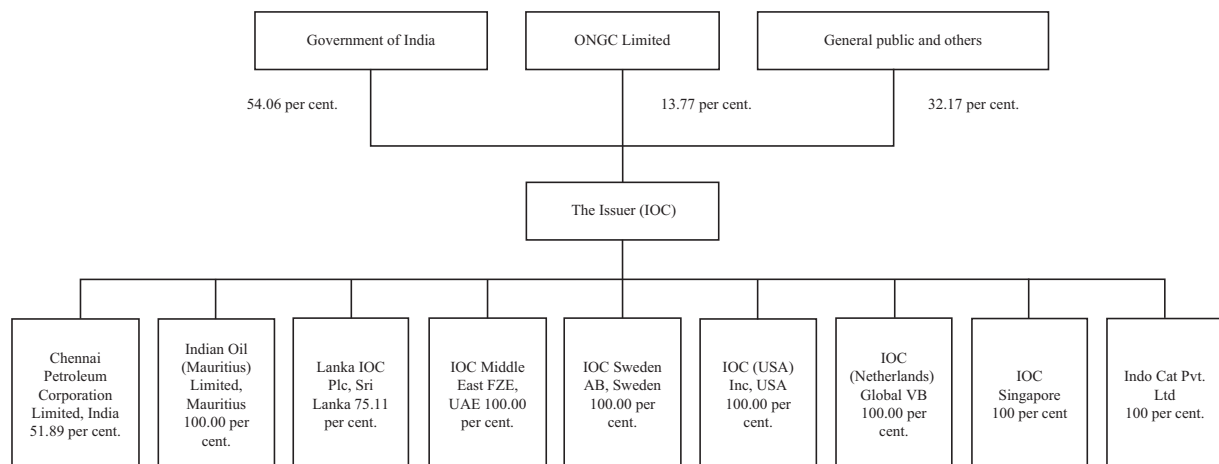 Government of India
ONGC Limited
General public and others
54.06 per cent.
13.77 per cent.
32.17 per cent.
The Issuer (IOC)
Chennai
Petroleum
Corporation
Limited, India
51.89 per cent.
Indian Oil
(Mauritius)
Limited,
Mauritius
100.00 per
cent.
Lanka IOC
Plc, Sri
Lanka 75.11
per cent.
IOC Middle
East FZE,
UAE 100.00
per cent.
IOC Sweden
AB, Sweden
100.00 per
cent.
IOC (USA)
Inc, USA
100.00 per
cent.
IOC
(Netherlands)
Global VB
100.00 per
cent.
IOC
Singapore
100 per cent
Indo Cat Pvt.
Ltd
100 per cent.